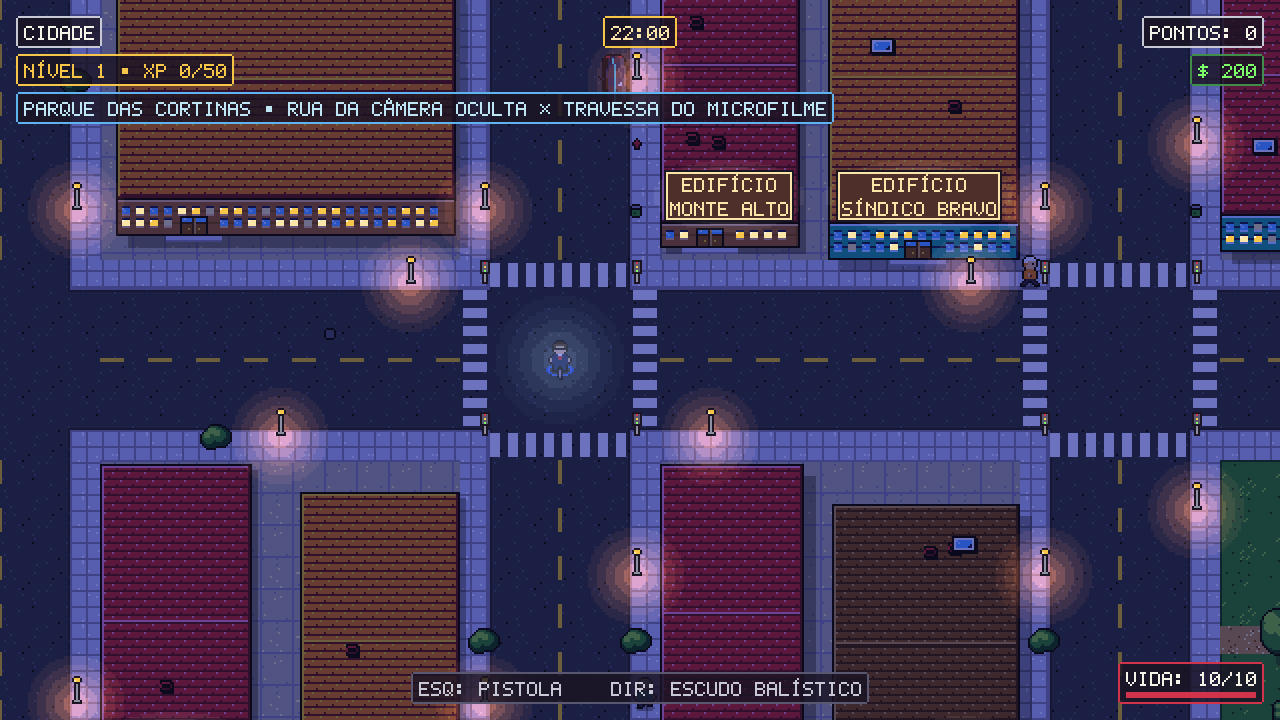 CIDADE
22:00
PONTOS: 0
NÍVEL 1 ▪ XP 0/50
$ 200
PARQUE DAS CORTINAS ▪ RUA DA CÂMERA OCULTA × TRAVESSA DO MICROFILME
EDIFÍCIO
MONTE ALTO
EDIFÍCIO
SÍNDICO BRAVO
ESQ: PISTOLA DIR: ESCUDO BALÍSTICO
VIDA: 10/10